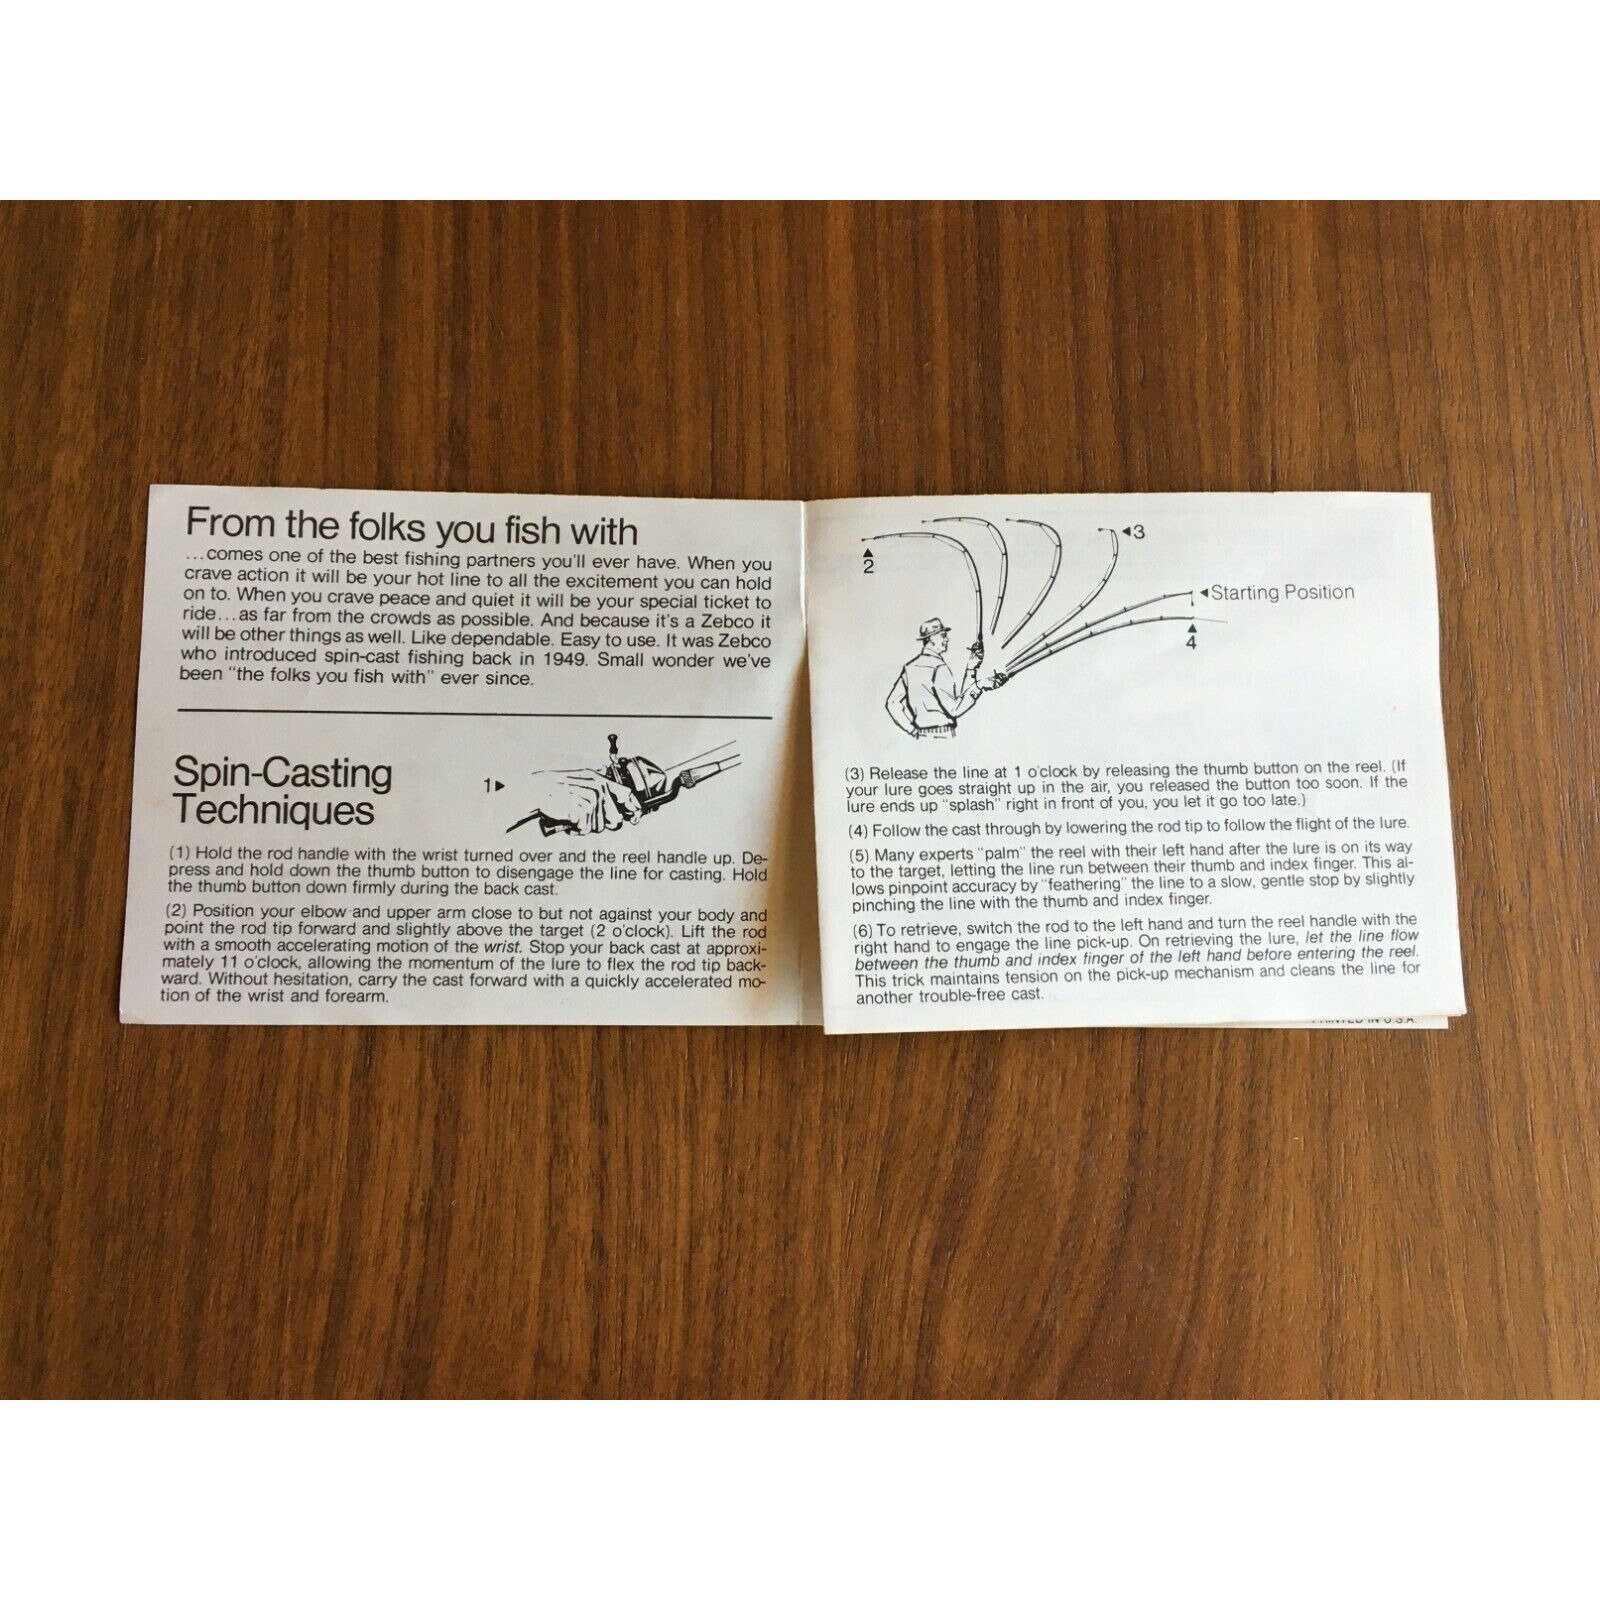 From the folks you fish with
...comes one of the best fishing partners you'll ever have. When you
crave action it will be your hot line to all the excitement you can hold
on to. When you crave peace and quiet it will be your special ticket to
ride...as far from the crowds as possible. And because it's a Zebco it
will be other things as well. Like dependable. Easy to use. It was Zebco
who introduced spin-cast fishing back in 1949. Small wonder we've
been "the folks you fish with" ever since.
Spin-Casting
Techniques
1►
(1) Hold the rod handle with the wrist turned over and the reel handle up. De-
press and hold down the thumb button to disengage the line for casting. Hold
the thumb button down firmly during the back cast.
(2) Position your elbow and upper arm close to but not against your body and
point the rod tip forward and slightly above the target (2 o'clock). Lift the rod
with a smooth accelerating motion of the wrist. Stop your back cast at approxi-
mately 11 o'clock, allowing the momentum of the lure to flex the rod tip back-
ward. Without hesitation, carry the cast forward with a quickly accelerated mo-
tion of the wrist and forearm.
▲
2
◄3
◄Starting Position
▲
4
(3) Release the line at 1 o'clock by releasing the thumb button on the reel. (If
your lure goes straight up in the air, you released the button too soon. If the
lure ends up "splash" right in front of you, you let it go too late.)
(4) Follow the cast through by lowering the rod tip to follow the flight of the lure.
(5) Many experts "palm" the reel with their left hand after the lure is on its way
to the target, letting the line run between their thumb and index finger. This al-
lows pinpoint accuracy by "feathering" the line to a slow, gentle stop by slightly
pinching the line with the thumb and index finger.
(6) To retrieve, switch the rod to the left hand and turn the reel handle with the
right hand to engage the line pick-up. On retrieving the lure, let the line flow
between the thumb and index finger of the left hand before entering the reel.
This trick maintains tension on the pick-up mechanism and cleans the line for
another trouble-free cast.
PRINTED IN U.S.A.